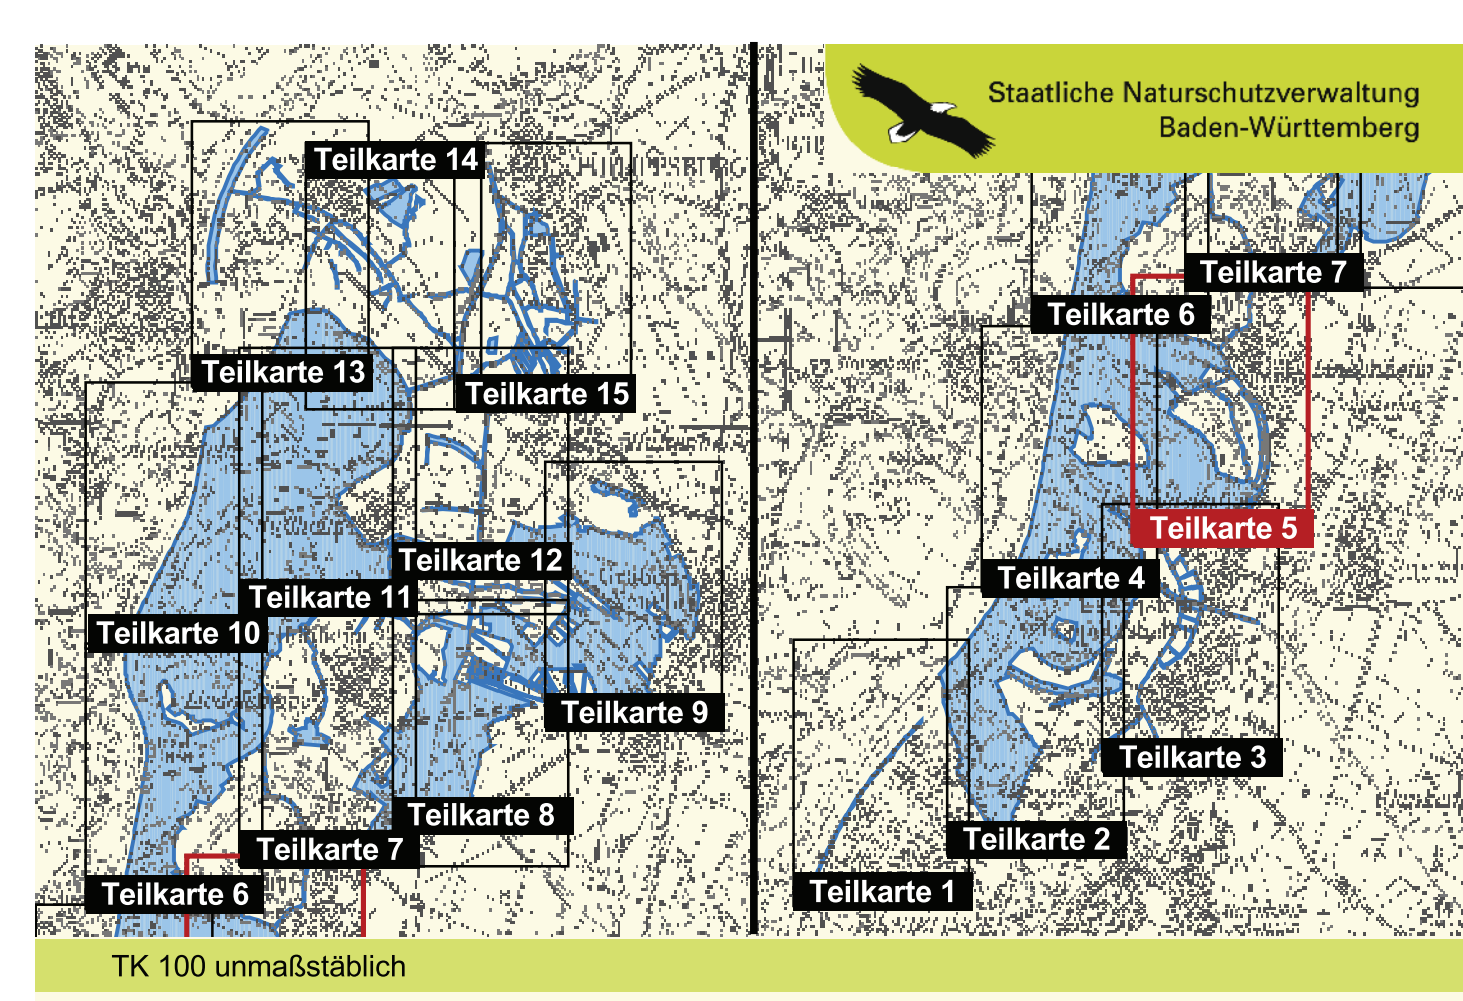 Staatliche Naturschutzverwaltung
Baden-Württemberg
Teilkarte 14
Teilkarte 13
Teilkarte 15
Teilkarte 12
Teilkarte 11
Teilkarte 10
Teilkarte 9
Teilkarte 8
Teilkarte 7
Teilkarte 6
Teilkarte 7
Teilkarte 6
Teilkarte 5
Teilkarte 4
Teilkarte 3
Teilkarte 2
Teilkarte 1
TK 100 unmaßstäblich